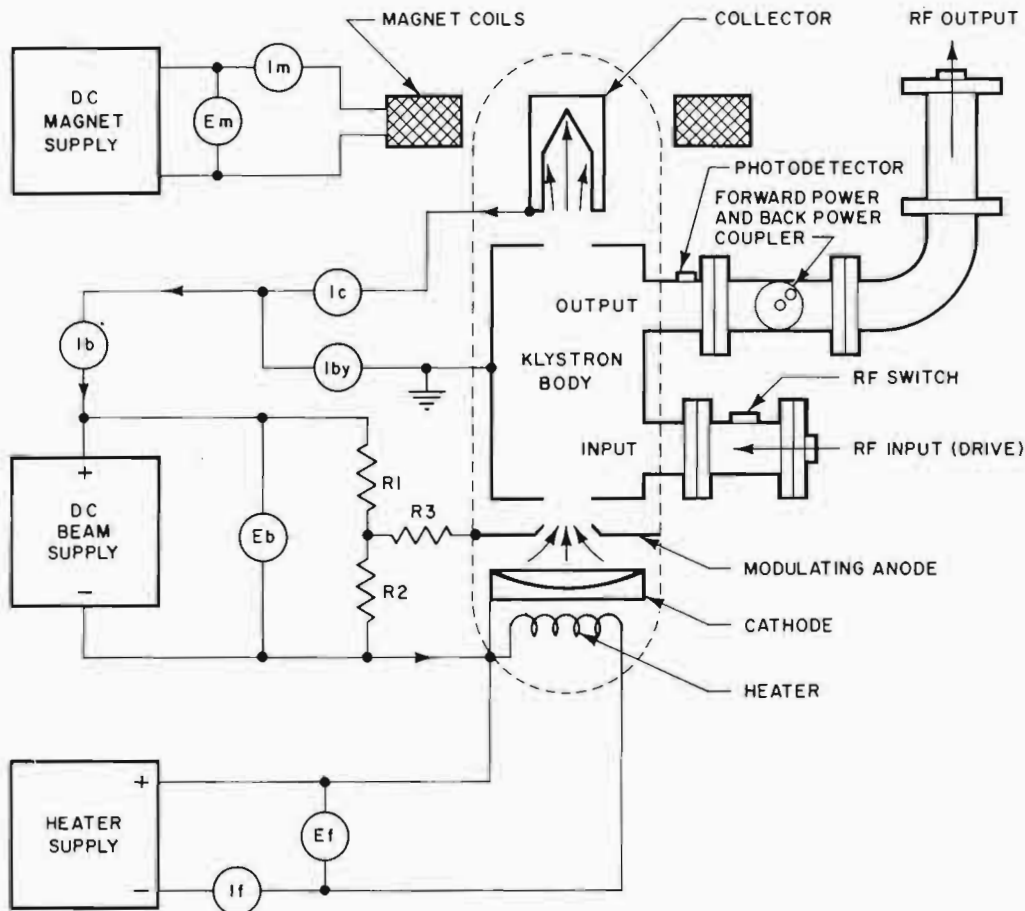 MAGNET COILS
COLLECTOR
RF OUTPUT
DC
MAGNET
SUPPLY
Im
Em
PHOTODETECTOR
FORWARD POWER
AND BACK POWER
COUPLER
Ic
OUTPUT
Ib
Iby
KLYSTRON
BODY
RF SWITCH
INPUT
RF INPUT (DRIVE)
+
DC
BEAM
SUPPLY
−
Eb
R1
R3
R2
MODULATING ANODE
CATHODE
HEATER
+
HEATER
SUPPLY
−
Ef
If